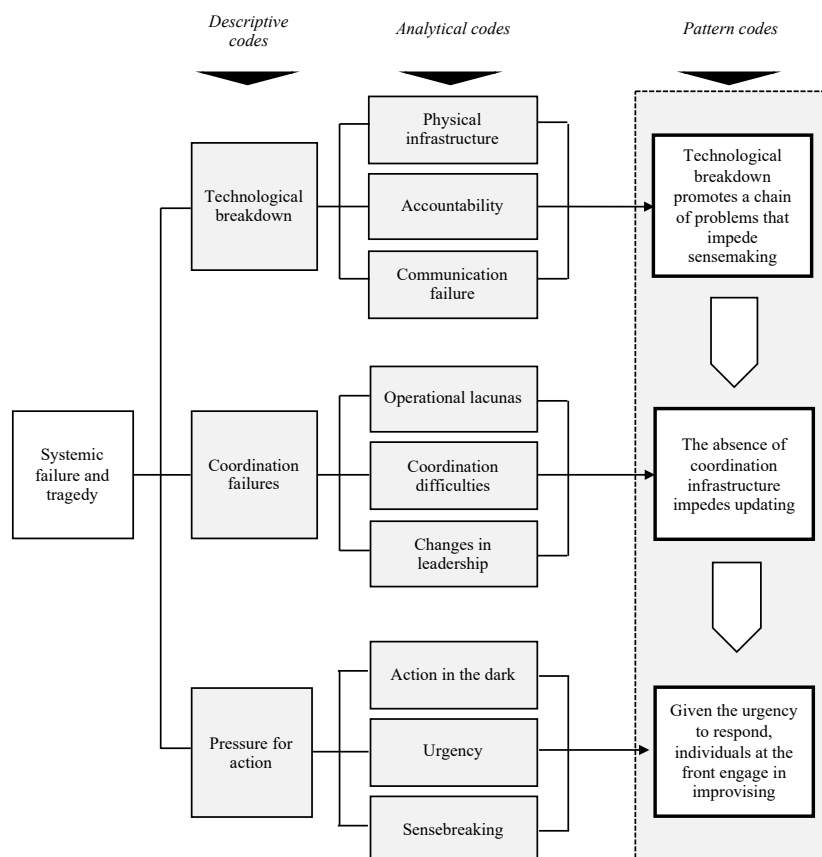 Descriptive
codes
Analytical codes
Pattern codes
Physical
infrastructure
Technological
breakdown
Accountability
Communication
failure
Technological
breakdown
promotes a chain
of problems that
impede
sensemaking
Systemic
failure and
tragedy
Coordination
failures
Operational lacunas
Coordination
difficulties
Changes in
leadership
The absence of
coordination
infrastructure
impedes updating
Pressure for
action
Action in the dark
Urgency
Sensebreaking
Given the urgency
to respond,
individuals at the
front engage in
improvising